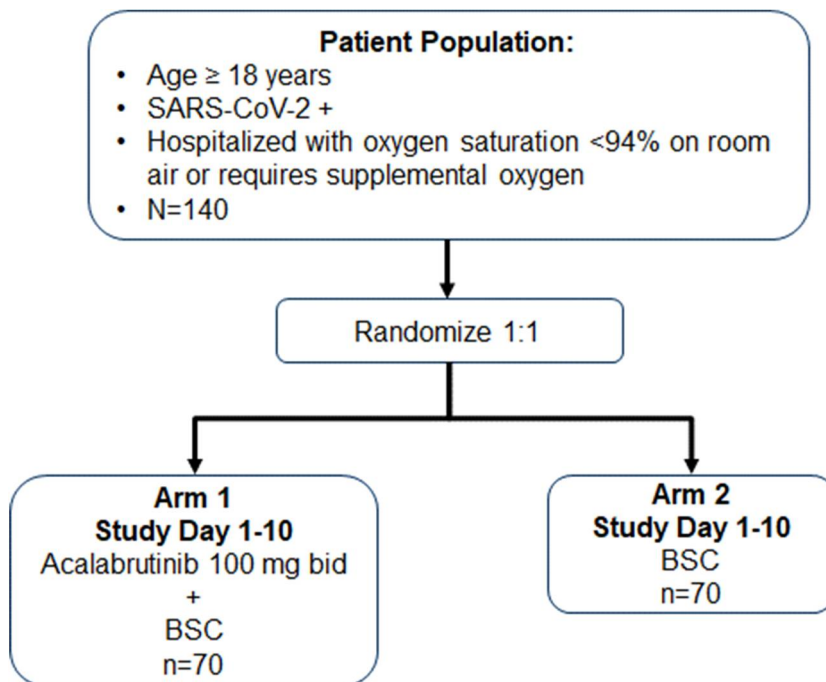 Patient Population:
• Age ≥ 18 years
• SARS-CoV-2 +
• Hospitalized with oxygen saturation <94% on room
air or requires supplemental oxygen
• N=140
Randomize 1:1
Arm 1
Study Day 1-10
Acalabrutinib 100 mg bid
+
BSC
n=70
Arm 2
Study Day 1-10
BSC
n=70